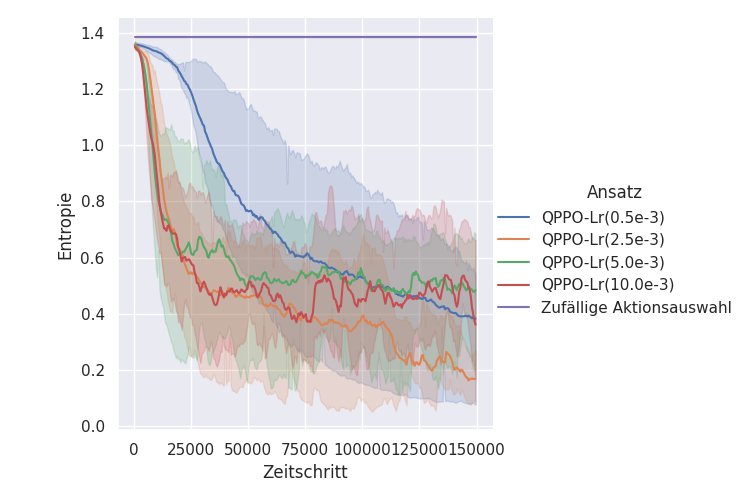 1.4
1.2
1.0
0.8
0.6
0.4
0.2
0.0
Entropie
0 25000 50000 75000 100000 125000 150000
Zeitschritt
Ansatz
QPPO-Lr(0.5e-3)
QPPO-Lr(2.5e-3)
QPPO-Lr(5.0e-3)
QPPO-Lr(10.0e-3)
Zufällige Aktionsauswahl